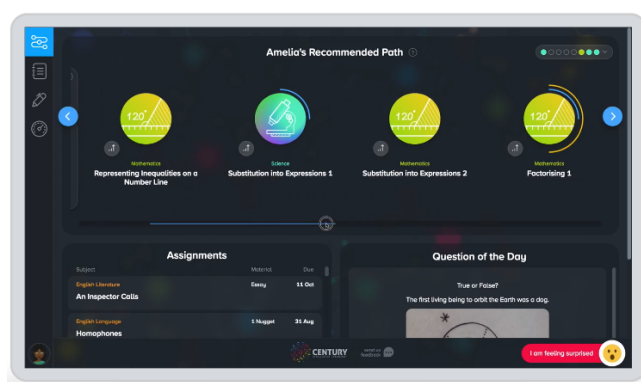 Amelia's Recommended Path
120°
120°
120°
Mathematics
Representing Inequalities on a
Number Line
Science
Substitution into Expressions 1
Mathematics
Substitution into Expressions 2
Mathematics
Factorising 1
Assignments
Subject Material Due
English Literature Essay 11 Oct
An Inspector Calls
English Language 1 Nugget 31 Aug
Homophones
Question of the Day
True or False?
The first living being to orbit the Earth was a dog.
CENTURY
feedback
I am feeling surprised